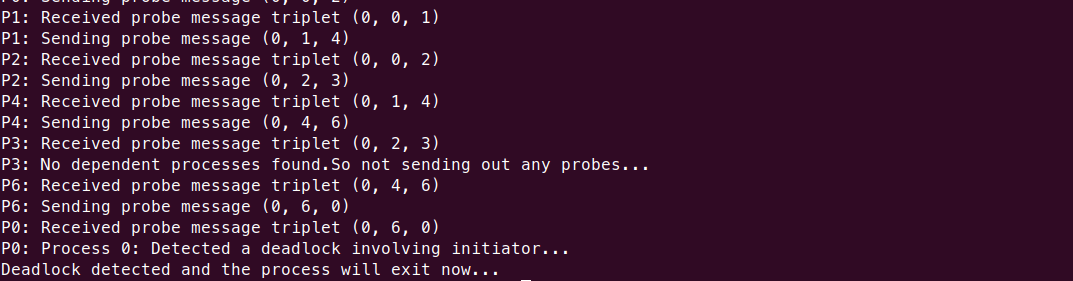 P1: Received probe message triplet (0, 0, 1)
P1: Sending probe message (0, 1, 4)
P2: Received probe message triplet (0, 0, 2)
P2: Sending probe message (0, 2, 3)
P4: Received probe message triplet (0, 1, 4)
P4: Sending probe message (0, 4, 6)
P3: Received probe message triplet (0, 2, 3)
P3: No dependent processes found.So not sending out any probes...
P6: Received probe message triplet (0, 4, 6)
P6: Sending probe message (0, 6, 0)
P0: Received probe message triplet (0, 6, 0)
P0: Process 0: Detected a deadlock involving initiator...
Deadlock detected and the process will exit now...